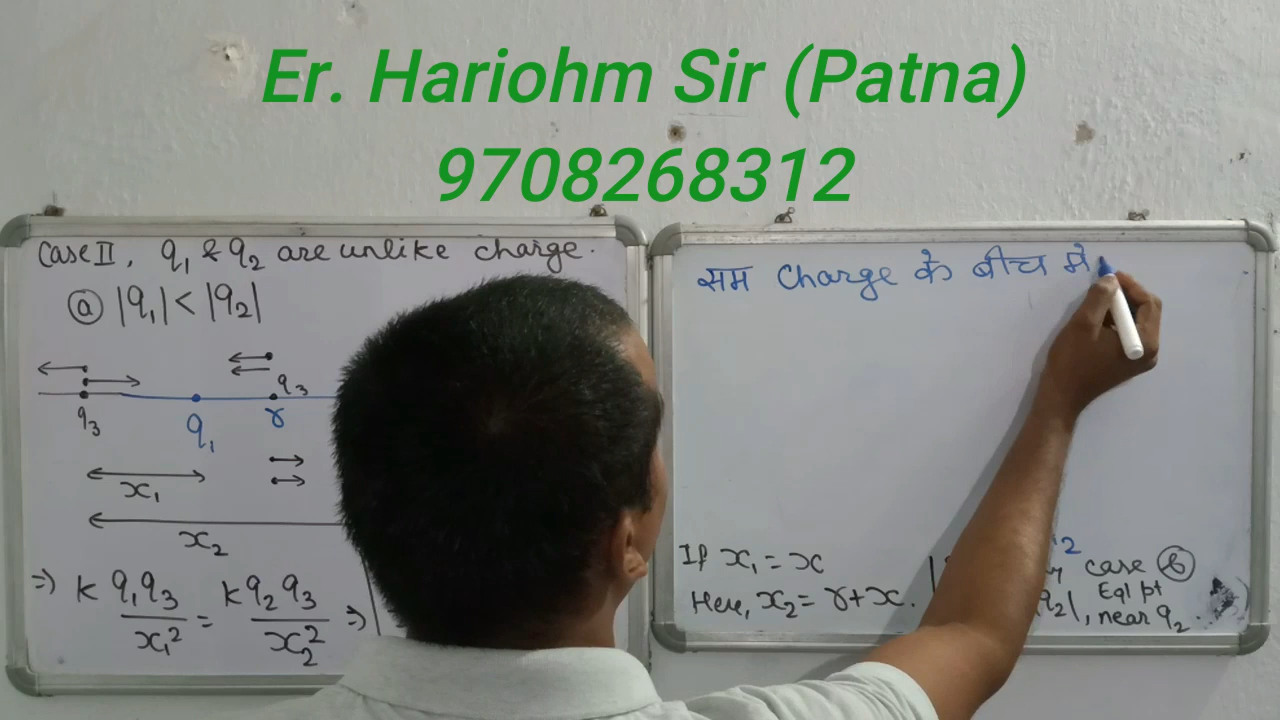 Er. Hariohm Sir (Patna)
9708268312
Case II, q₁ & q₂ are unlike charge.
ⓐ |q₁| < |q₂|
q₃
q₃ q₁ r
x₁
x₂
⇒ k q₁q₃/x₁² = k q₂q₃/x₂² ⇒
सम charge के बीच में
If x₁ = x
Here, x₂ = r + x.
case ⓑ
Eql pt
q₂|, near q₂.